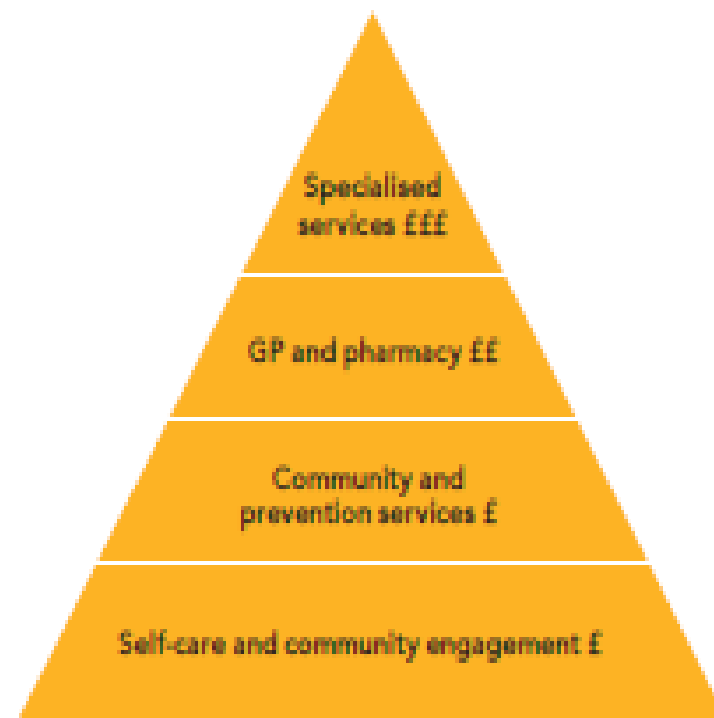 Specialised
services £££
GP and pharmacy ££
Community and
prevention services £
Self-care and community engagement £